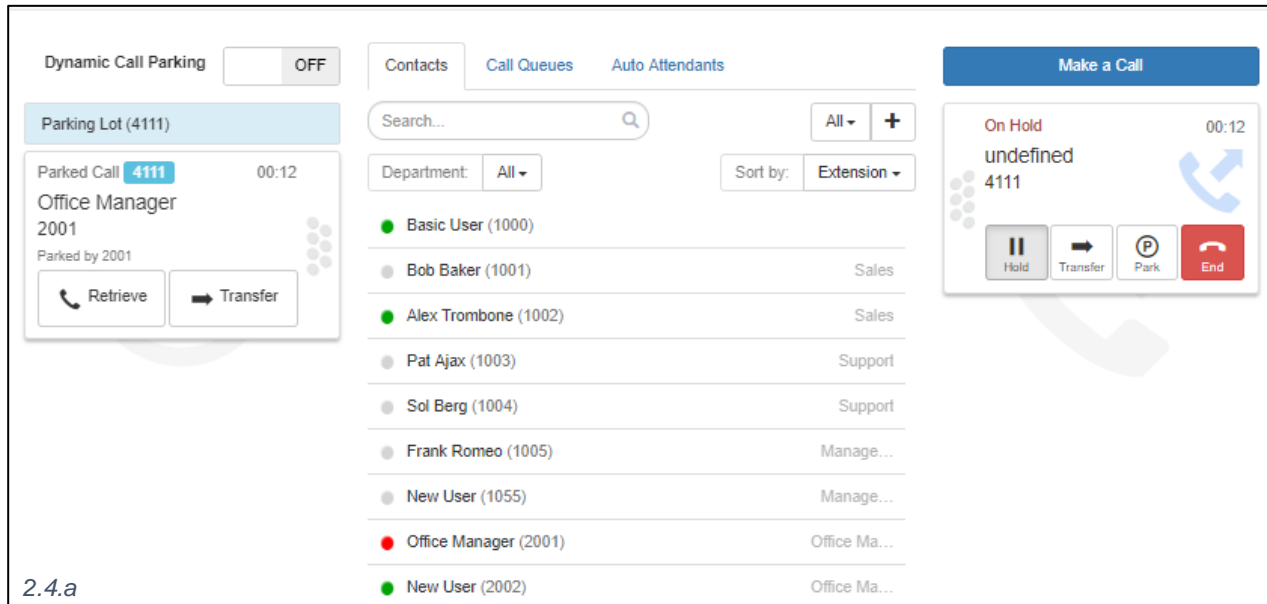 Dynamic Call Parking OFF
Parking Lot (4111)
Parked Call 4111 00:12
Office Manager
2001
Parked by 2001
Retrieve Transfer
Contacts Call Queues Auto Attendants
Search... All +
Department: All Sort by: Extension
Basic User (1000)
Bob Baker (1001) Sales
Alex Trombone (1002) Sales
Pat Ajax (1003) Support
Sol Berg (1004) Support
Frank Romeo (1005) Manage...
New User (1055) Manage...
Office Manager (2001) Office Ma...
New User (2002) Office Ma...
Make a Call
On Hold 00:12
undefined
4111
P
Hold Transfer Park End
2.4.a